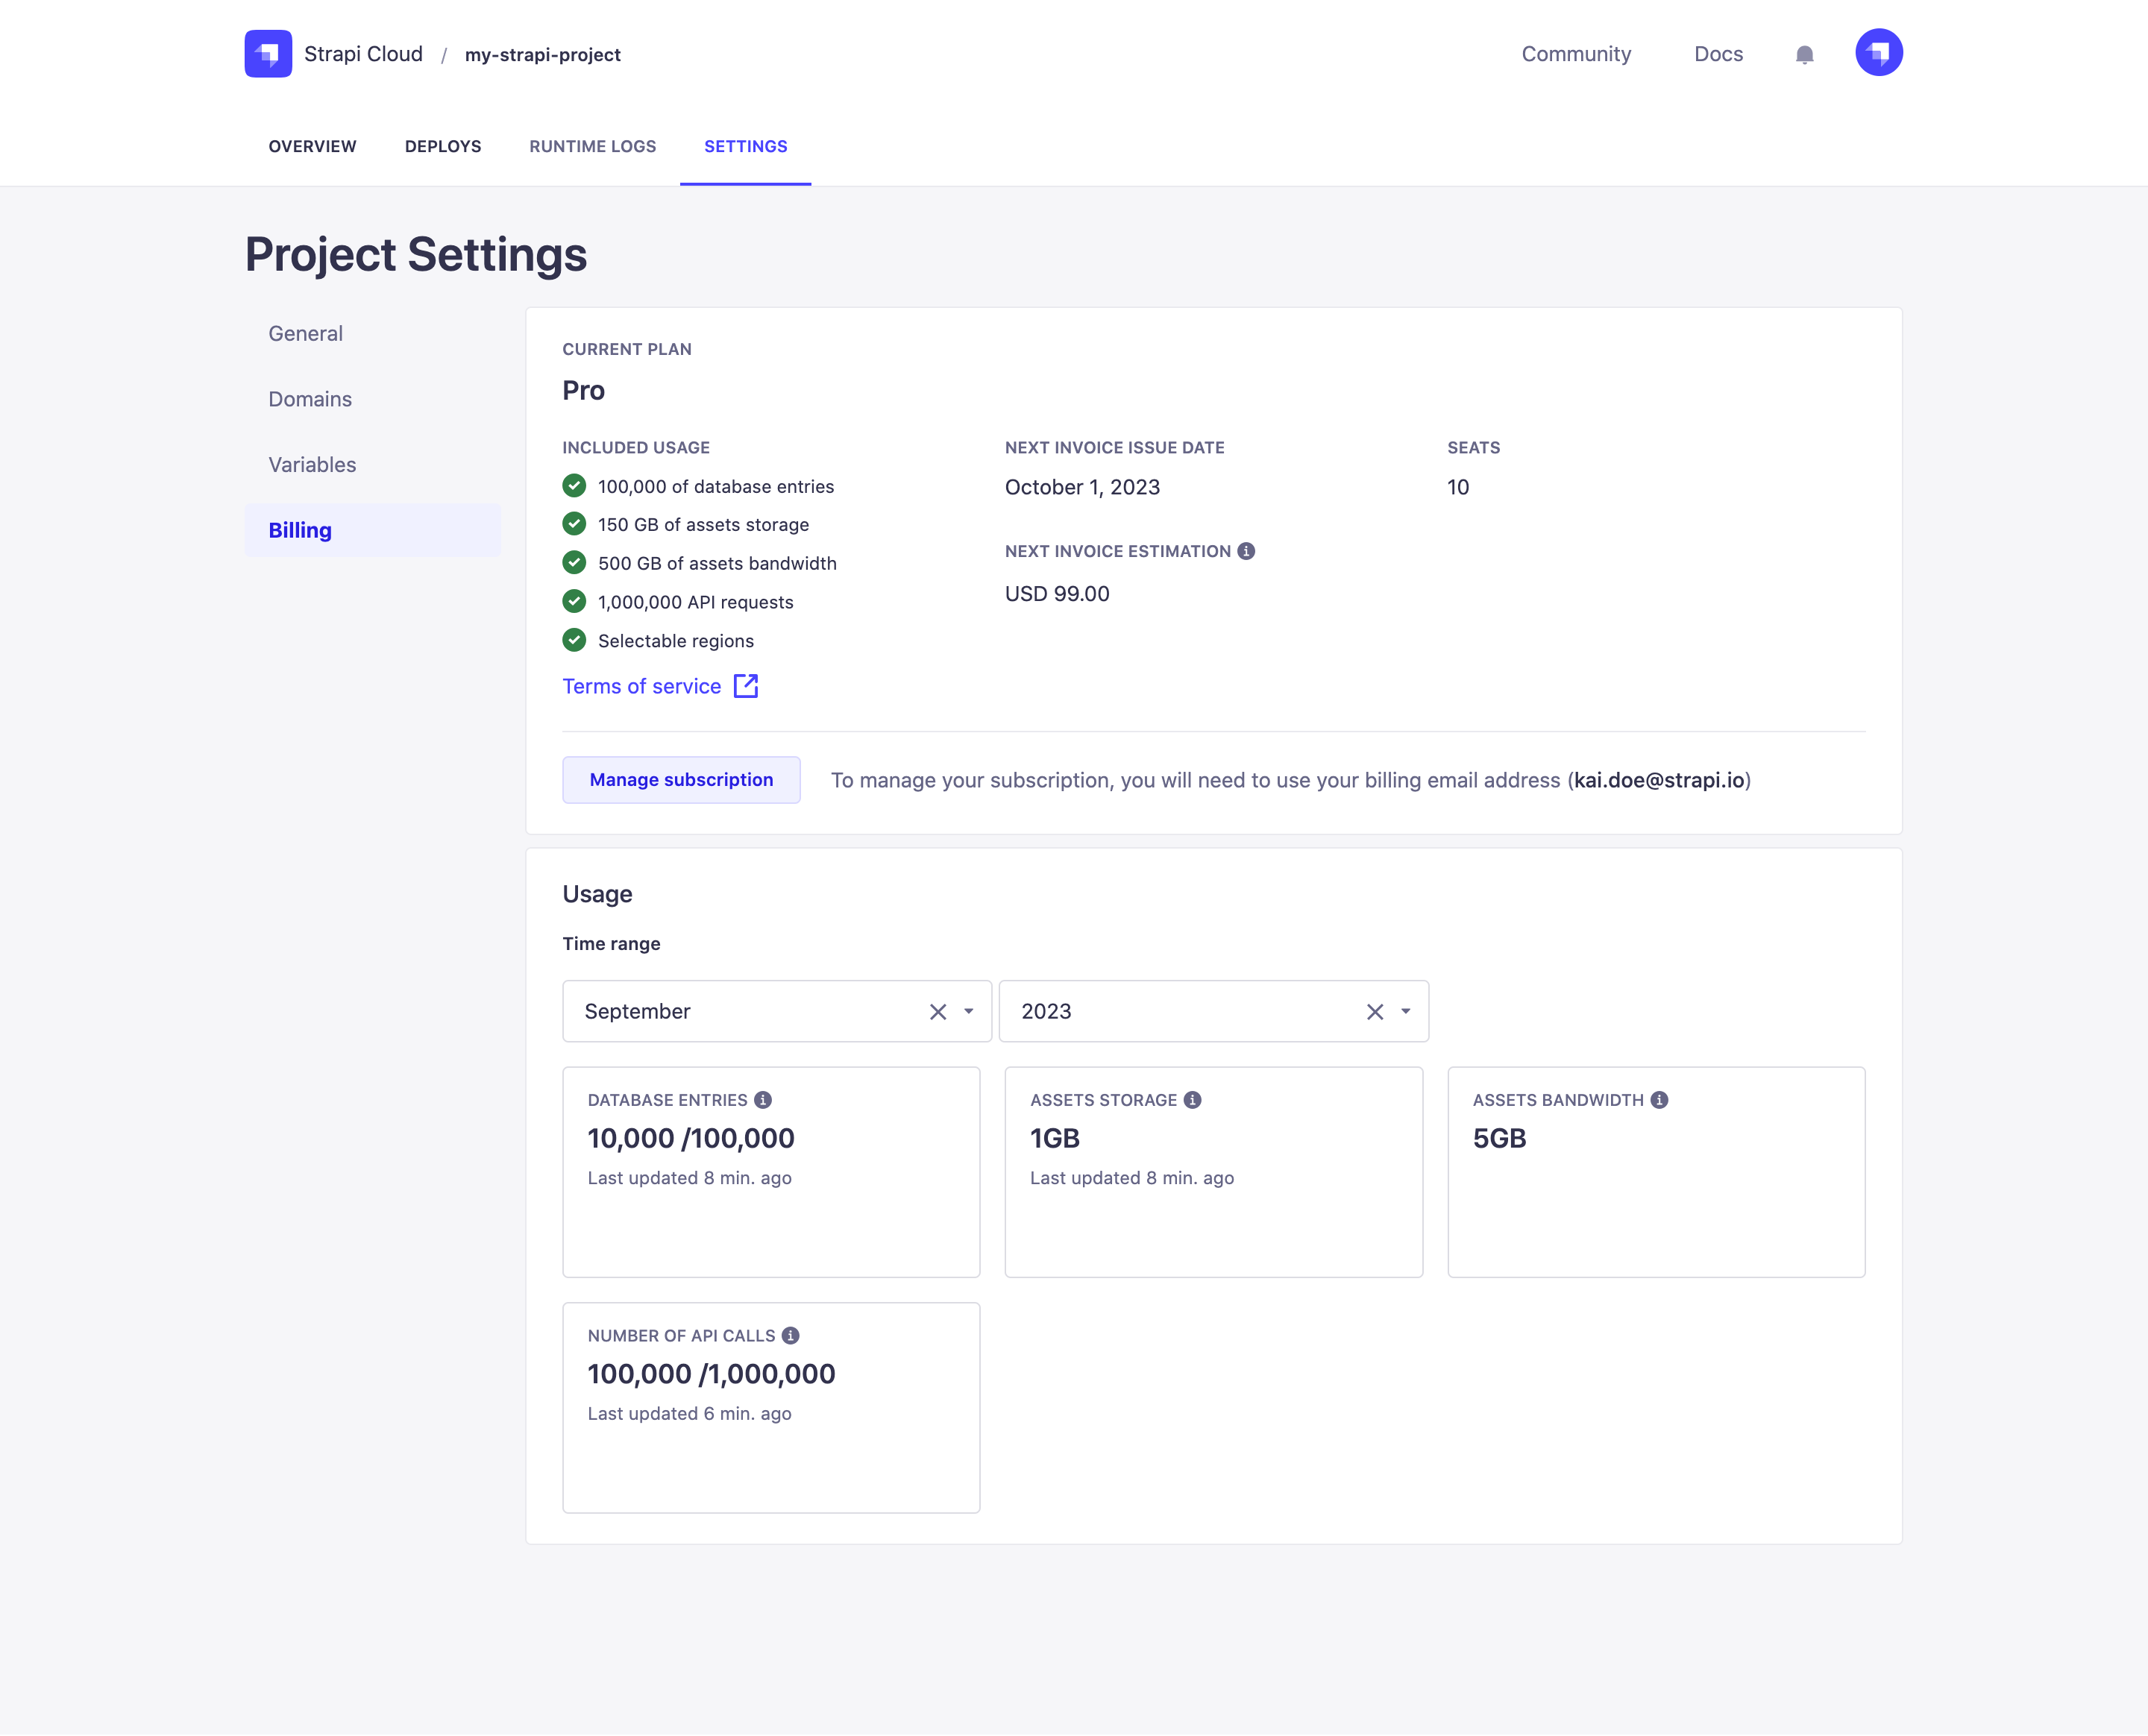 Strapi Cloud / my-strapi-project
Community
Docs
OVERVIEW
DEPLOYS
RUNTIME LOGS
SETTINGS
Project Settings
General
Domains
Variables
Billing
CURRENT PLAN
Pro
INCLUDED USAGE
100,000 of database entries
150 GB of assets storage
500 GB of assets bandwidth
1,000,000 API requests
Selectable regions
Terms of service
NEXT INVOICE ISSUE DATE
October 1, 2023
NEXT INVOICE ESTIMATION
USD 99.00
SEATS
10
Manage subscription
To manage your subscription, you will need to use your billing email address (kai.doe@strapi.io)
Usage
Time range
September
2023
DATABASE ENTRIES
10,000 /100,000
Last updated 8 min. ago
ASSETS STORAGE
1GB
Last updated 8 min. ago
ASSETS BANDWIDTH
5GB
NUMBER OF API CALLS
100,000 /1,000,000
Last updated 6 min. ago